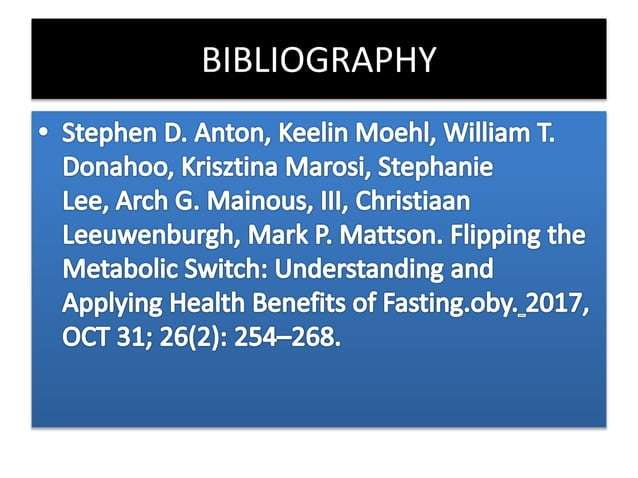 BIBLIOGRAPHY
• Stephen D. Anton, Keelin Moehl, William T.
Donahoo, Krisztina Marosi, Stephanie
Lee, Arch G. Mainous, III, Christiaan
Leeuwenburgh, Mark P. Mattson. Flipping the
Metabolic Switch: Understanding and
Applying Health Benefits of Fasting.oby. 2017,
OCT 31; 26(2): 254–268.